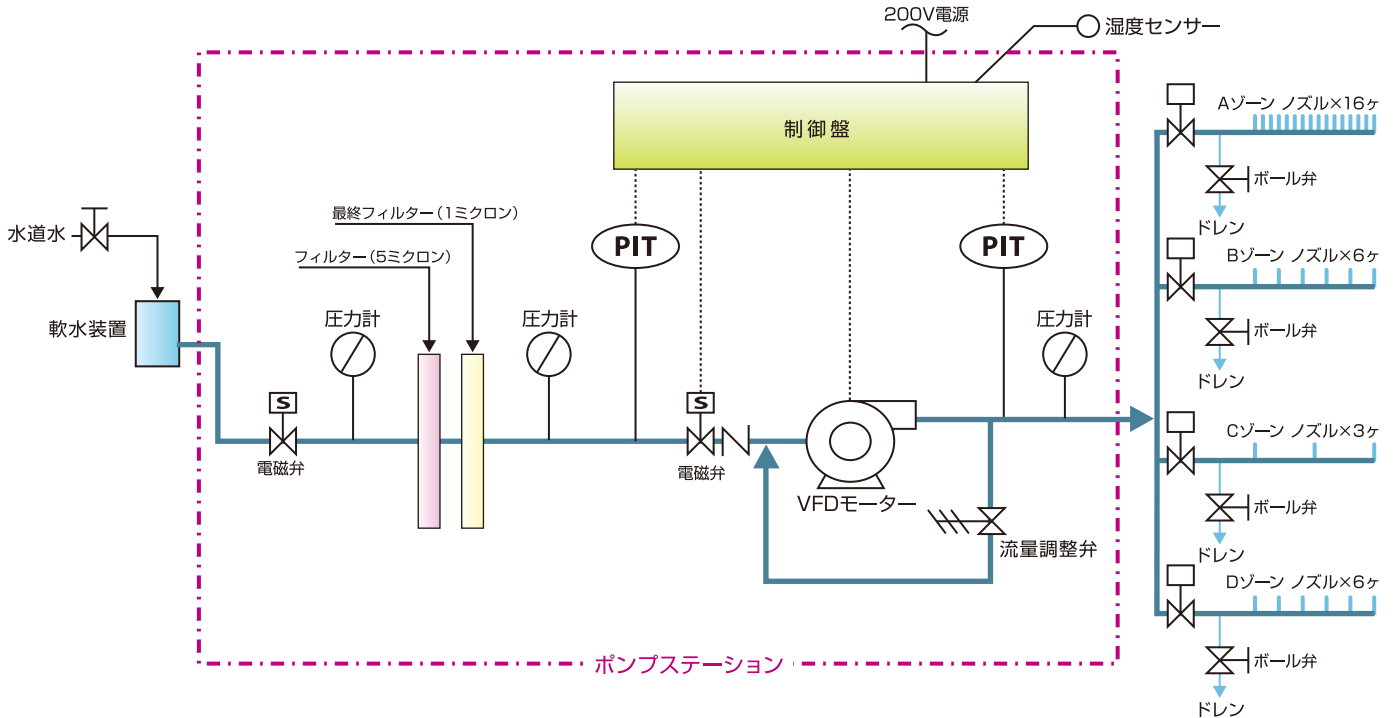 200V電源
湿度センサー
制御盤
水道水
軟水装置
最終フィルター(1ミクロン)
フィルター(5ミクロン)
圧力計
圧力計
PIT
PIT
圧力計
S
電磁弁
S
電磁弁
VFDモーター
流量調整弁
ポンプステーション
Aゾーン ノズル×16ヶ
ボール弁
ドレン
Bゾーン ノズル×6ヶ
ボール弁
ドレン
Cゾーン ノズル×3ヶ
ボール弁
ドレン
Dゾーン ノズル×6ヶ
ボール弁
ドレン